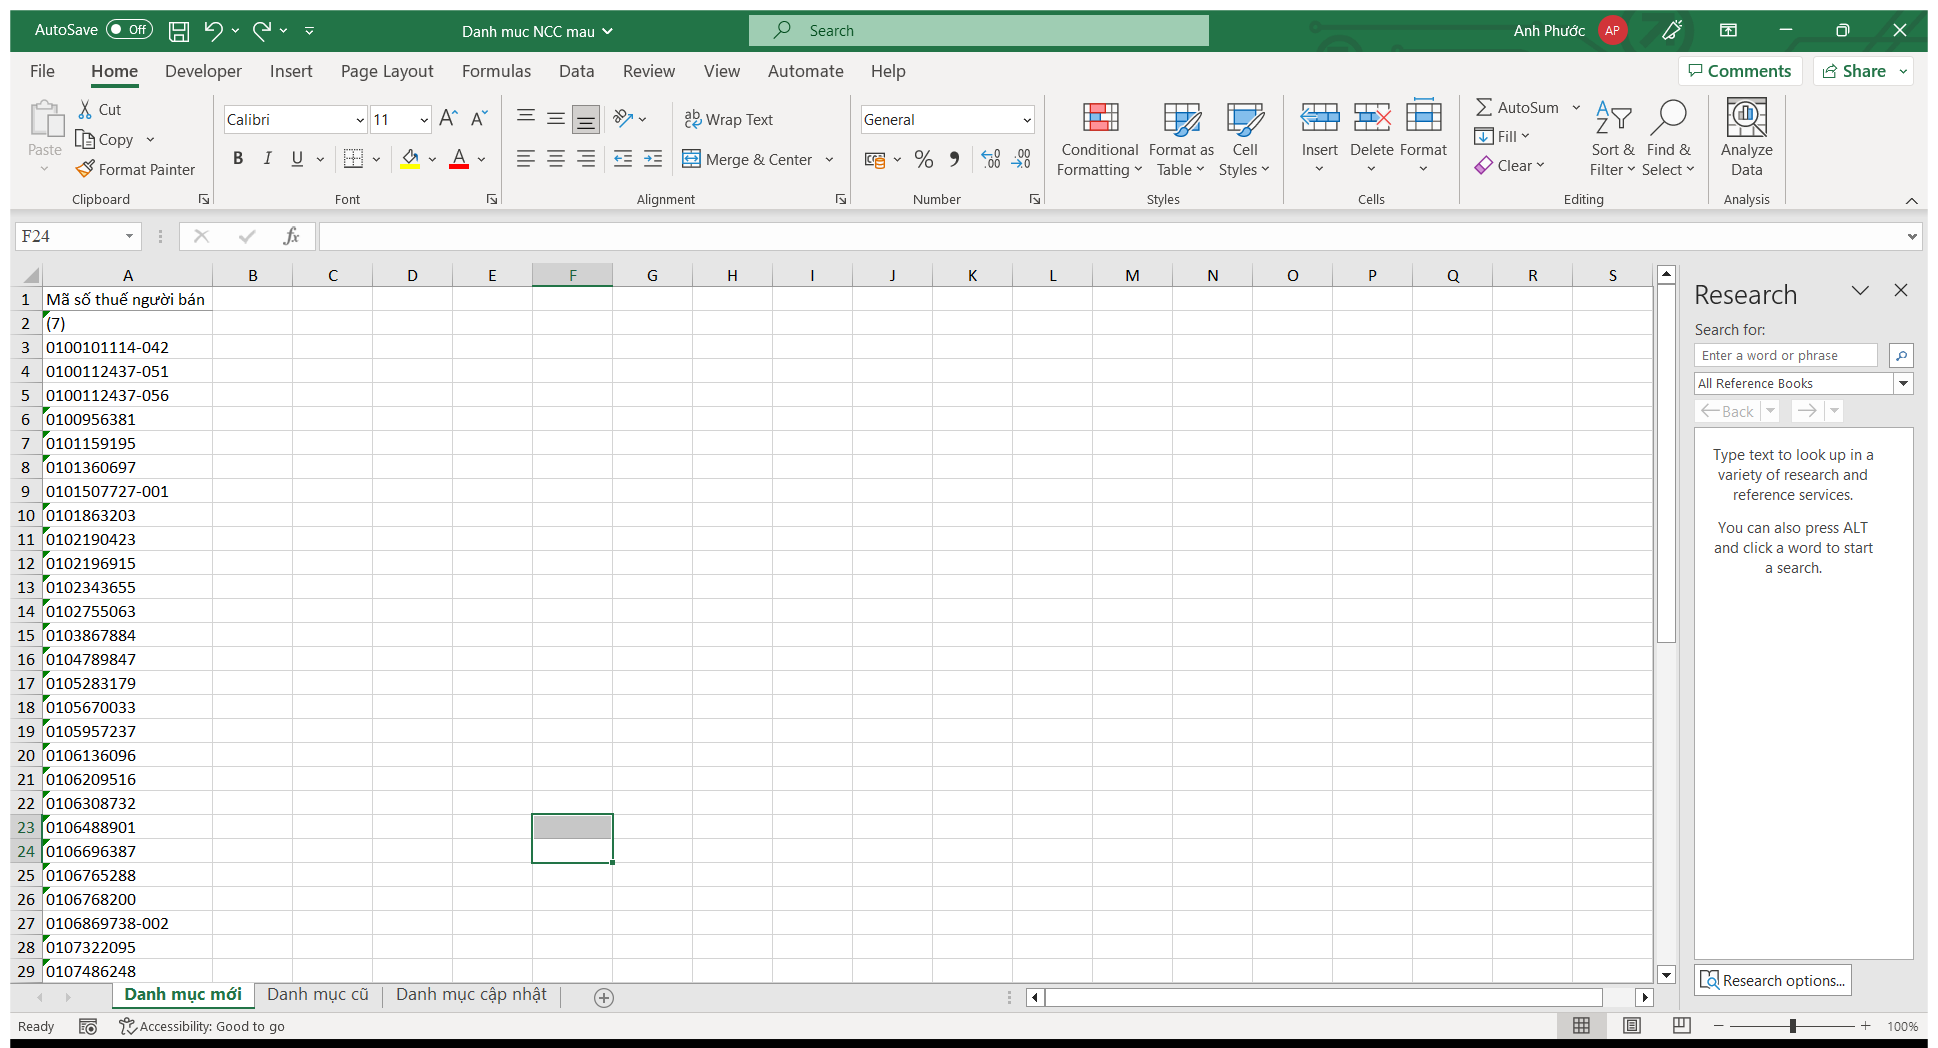 AutoSave Off Danh muc NCC mau Search Anh Phước AP
File Home Developer Insert Page Layout Formulas Data Review View Automate Help Comments Share
Paste
Cut
Copy
Format Painter
Clipboard
Calibri 11
B I U A
Font
Wrap Text
Merge & Center
Alignment
General
% .00
Number
Conditional Formatting
Format as Table
Cell Styles
Styles
Insert Delete Format
Cells
AutoSum
Fill
Clear
Sort & Filter
Find & Select
Editing
Analyze Data
Analysis
F24 fx
A B C D E F G H I J K L M N O P Q R S
1 Mã số thuế người bán
2 (7)
3 0100101114-042
4 0100112437-051
5 0100112437-056
6 0100956381
7 0101159195
8 0101360697
9 0101507727-001
10 0101863203
11 0102190423
12 0102196915
13 0102343655
14 0102755063
15 0103867884
16 0104789847
17 0105283179
18 0105670033
19 0105957237
20 0106136096
21 0106209516
22 0106308732
23 0106488901
24 0106696387
25 0106765288
26 0106768200
27 0106869738-002
28 0107322095
29 0107486248
Research
Search for:
Enter a word or phrase
All Reference Books
Back
Type text to look up in a
variety of research and
reference services.
You can also press ALT
and click a word to start
a search.
Research options...
Danh mục mới Danh mục cũ Danh mục cập nhật
Ready Accessibility: Good to go 100%